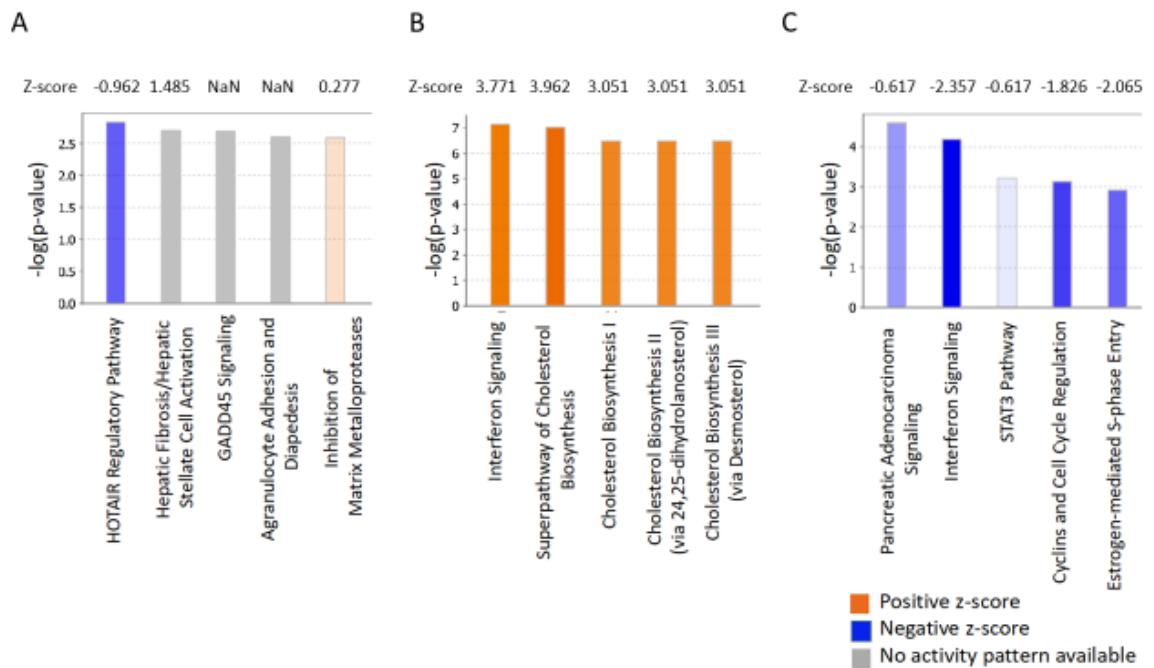 A
B
C
Z-score -0.962 1.485 NaN NaN 0.277
Z-score 3.771 3.962 3.051 3.051 3.051
Z-score -0.617 -2.357 -0.617 -1.826 -2.065
-log(p-value)
2.5
2.0
1.5
1.0
0.5
0.0
HOTAIR Regulatory Pathway
Hepatic Fibrosis/Hepatic
Stellate Cell Activation
GADD45 Signaling
Agranulocyte Adhesion and
Diapedesis
Inhibition of
Matrix Metalloproteases
-log(p-value)
7
6
5
4
3
2
1
0
Interferon Signaling
Superpathway of Cholesterol
Biosynthesis
Cholesterol Biosynthesis I
Cholesterol Biosynthesis II
(via 24,25-dihydrolanosterol)
Cholesterol Biosynthesis III
(via Desmosterol)
-log(p-value)
4
3
2
1
0
Pancreatic Adenocarcinoma
Signaling
Interferon Signaling
STAT3 Pathway
Cyclins and Cell Cycle Regulation
Estrogen-mediated S-phase Entry
Positive z-score
Negative z-score
No activity pattern available